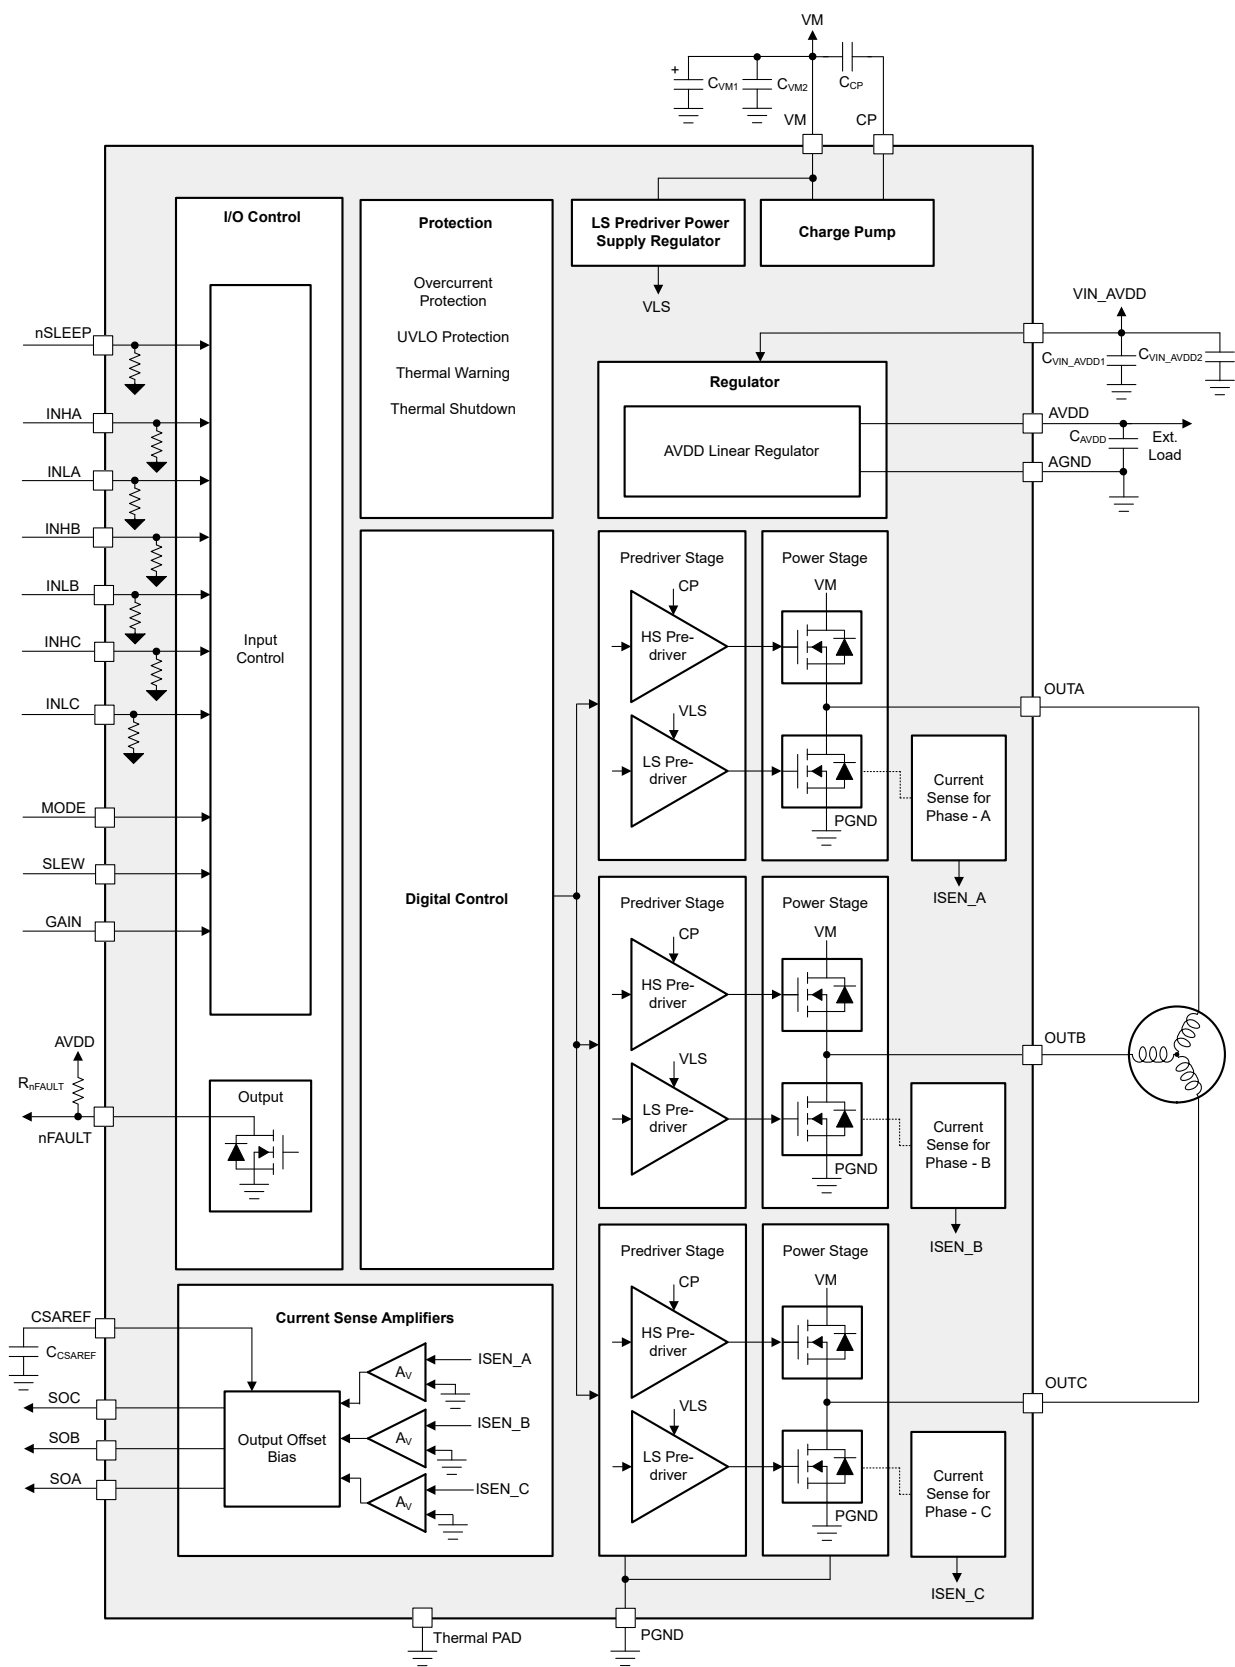 VM
+
CVM1
CVM2
CCP
VM
CP
I/O Control
Protection
Overcurrent
Protection
UVLO Protection
Thermal Warning
Thermal Shutdown
LS Predriver Power
Supply Regulator
VLS
Charge Pump
VIN_AVDD
CVIN_AVDD1
CVIN_AVDD2
Regulator
AVDD Linear Regulator
AVDD
CAVDD
Ext.
Load
AGND
nSLEEP
INHA
INLA
INHB
INLB
INHC
INLC
MODE
SLEW
GAIN
Input
Control
AVDD
RnFAULT
nFAULT
Output
Digital Control
Predriver Stage
CP
HS Pre-
driver
VLS
LS Pre-
driver
Power Stage
VM
PGND
OUTA
Current
Sense for
Phase - A
ISEN_A
Predriver Stage
CP
HS Pre-
driver
VLS
LS Pre-
driver
Power Stage
VM
PGND
OUTB
Current
Sense for
Phase - B
ISEN_B
Predriver Stage
CP
HS Pre-
driver
VLS
LS Pre-
driver
Power Stage
VM
PGND
OUTC
Current
Sense for
Phase - C
ISEN_C
CSAREF
CCSAREF
SOC
SOB
SOA
Current Sense Amplifiers
Output Offset
Bias
AV
ISEN_A
AV
ISEN_B
AV
ISEN_C
Thermal PAD
PGND